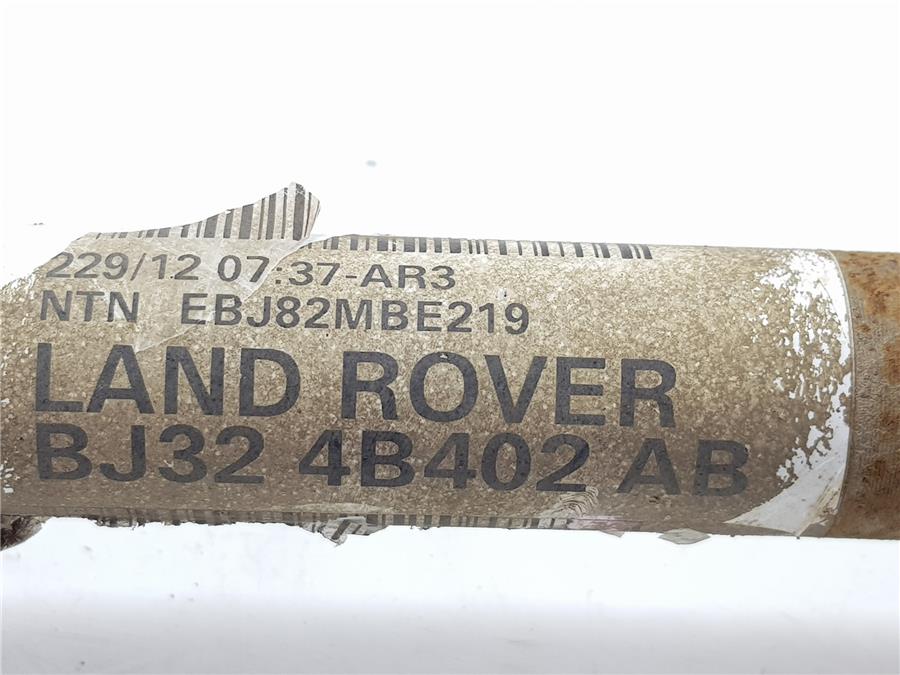 229/12 07:37-AR3
NTN EBJ82MBE219
LAND ROVER
BJ32 4B402 AB